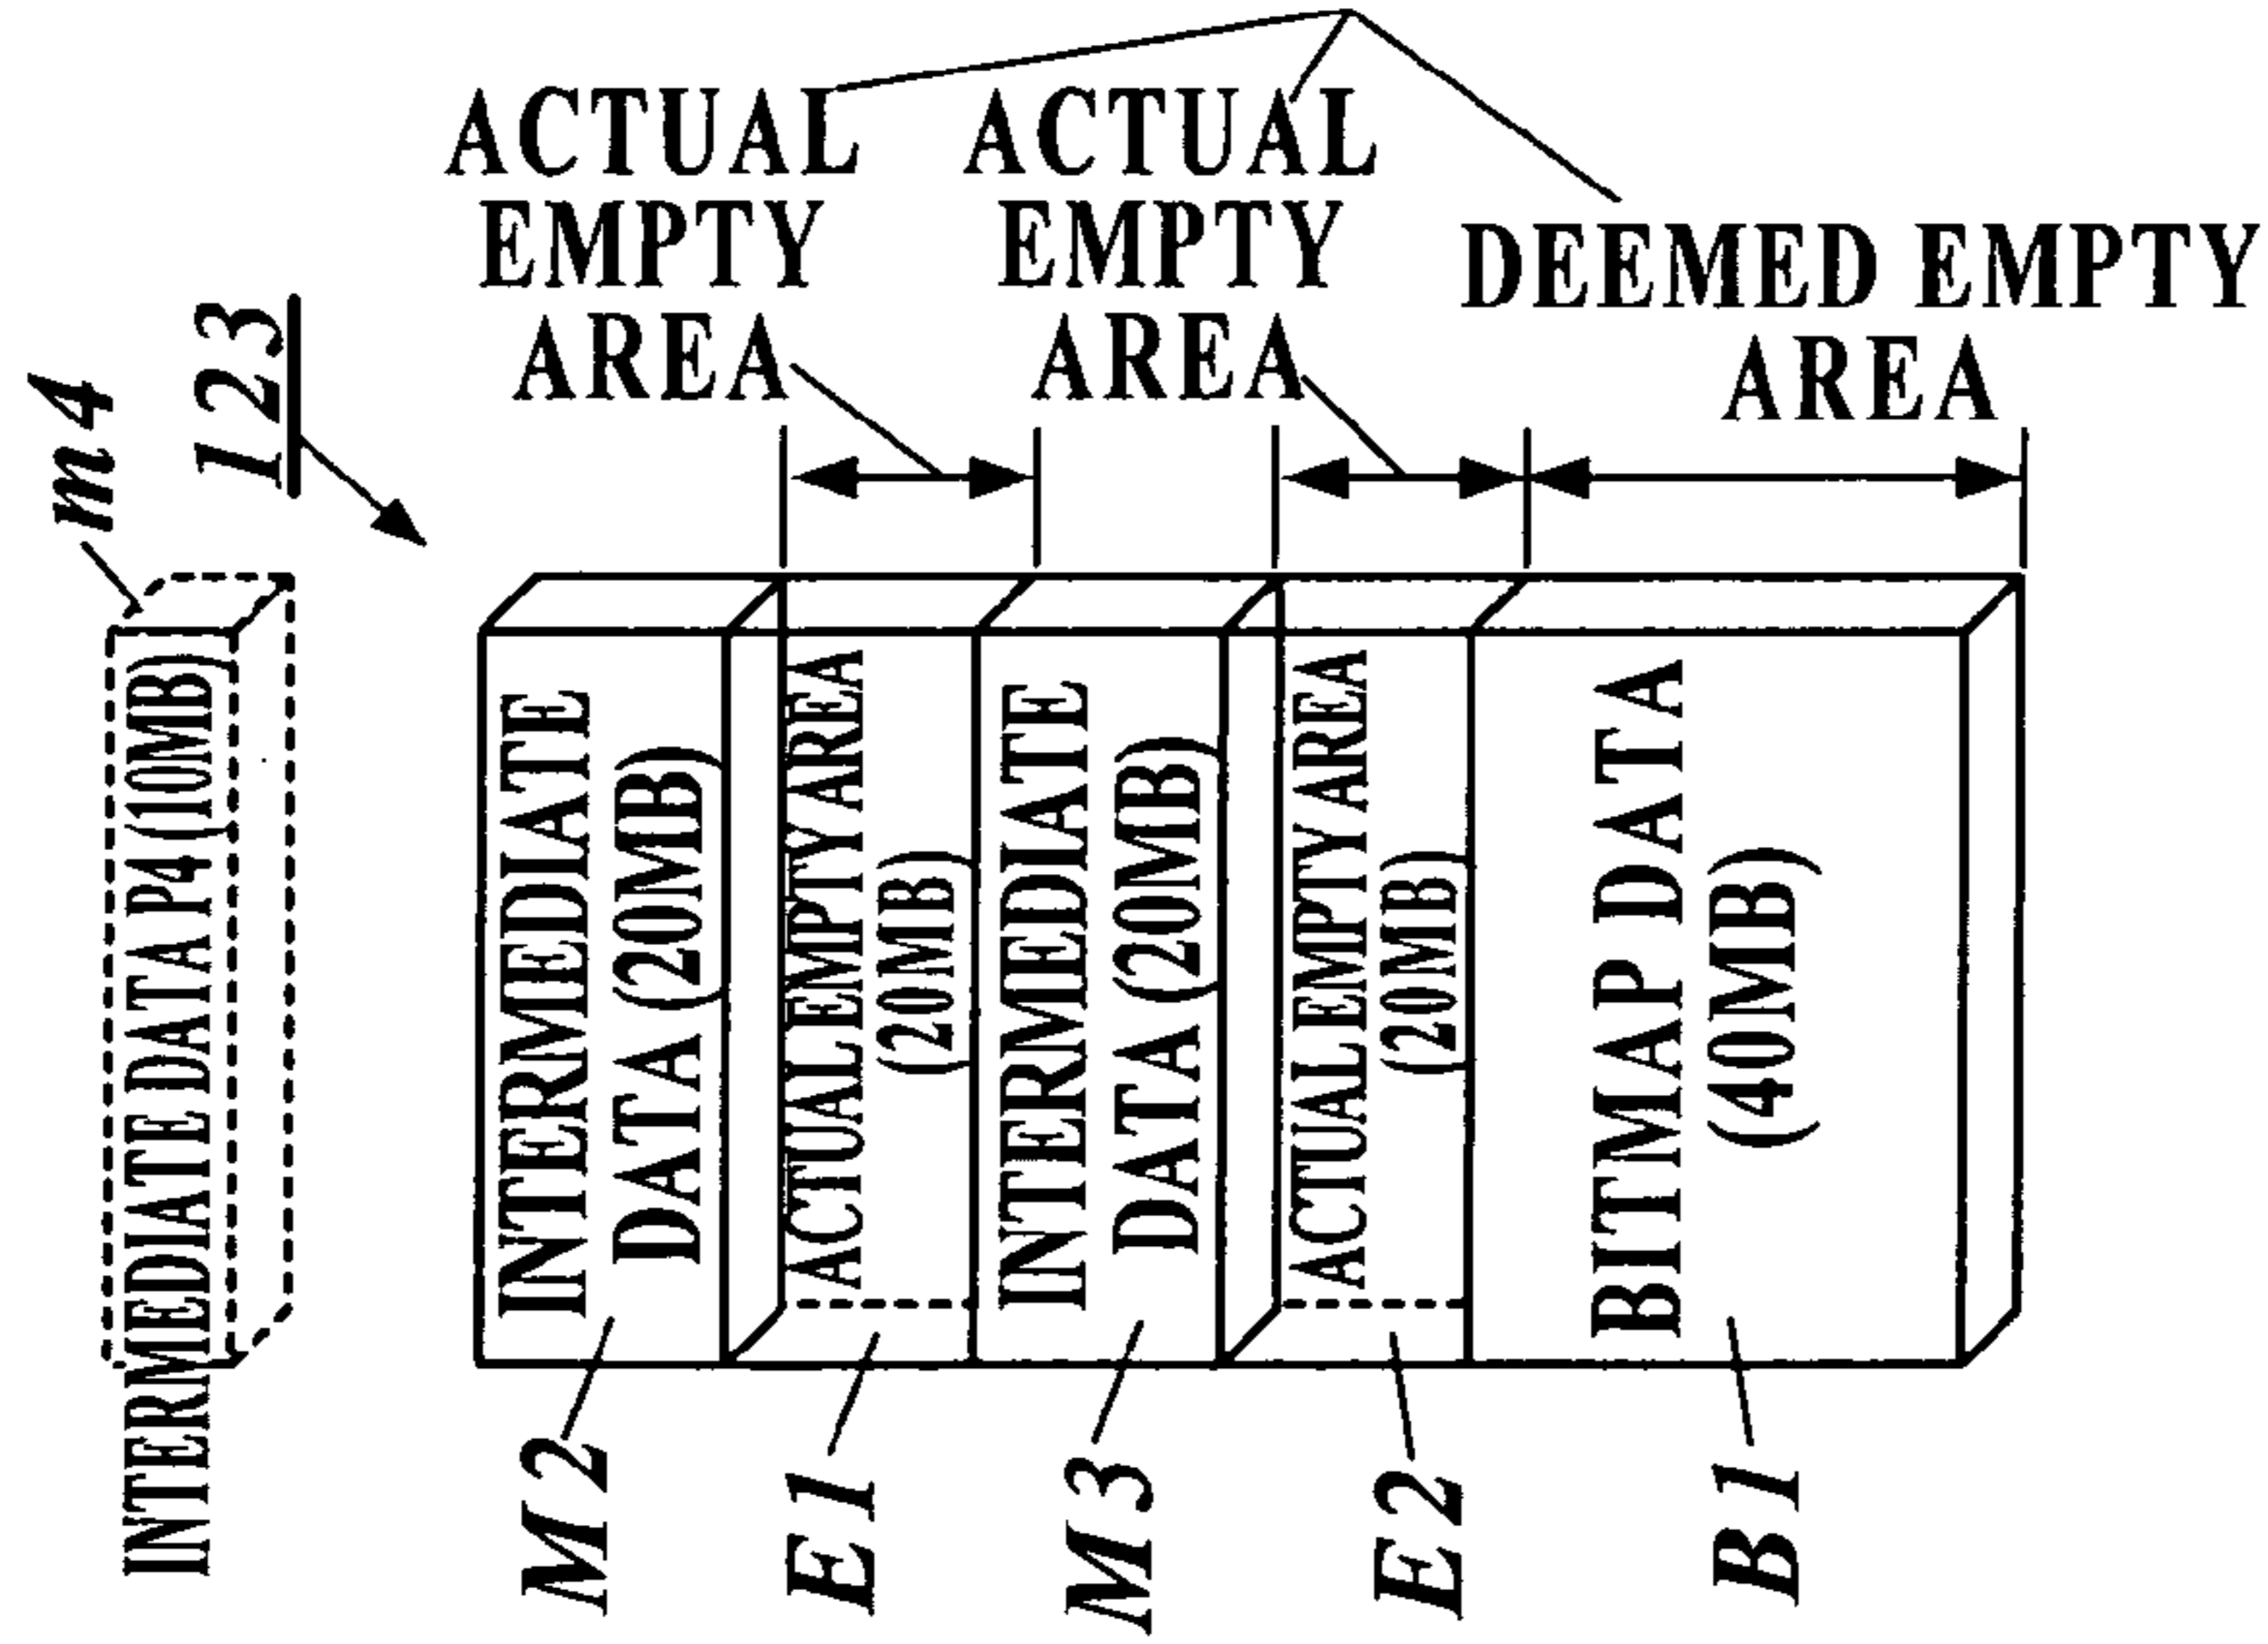 ACTUAL
EMPTY
AREA
ACTUAL
EMPTY
AREA
DEEMED EMPTY
AREA
m4
123
INTERMEDIATE DATA P4 (10MB)
INTERMEDIATE
DATA (20MB)
ACTUAL EMPTY AREA
(20MB)
INTERMEDIATE
DATA (20MB)
ACTUAL EMPTY AREA
(20MB)
BITMAP DATA
(40MB)
M2
E1
M3
E2
B1